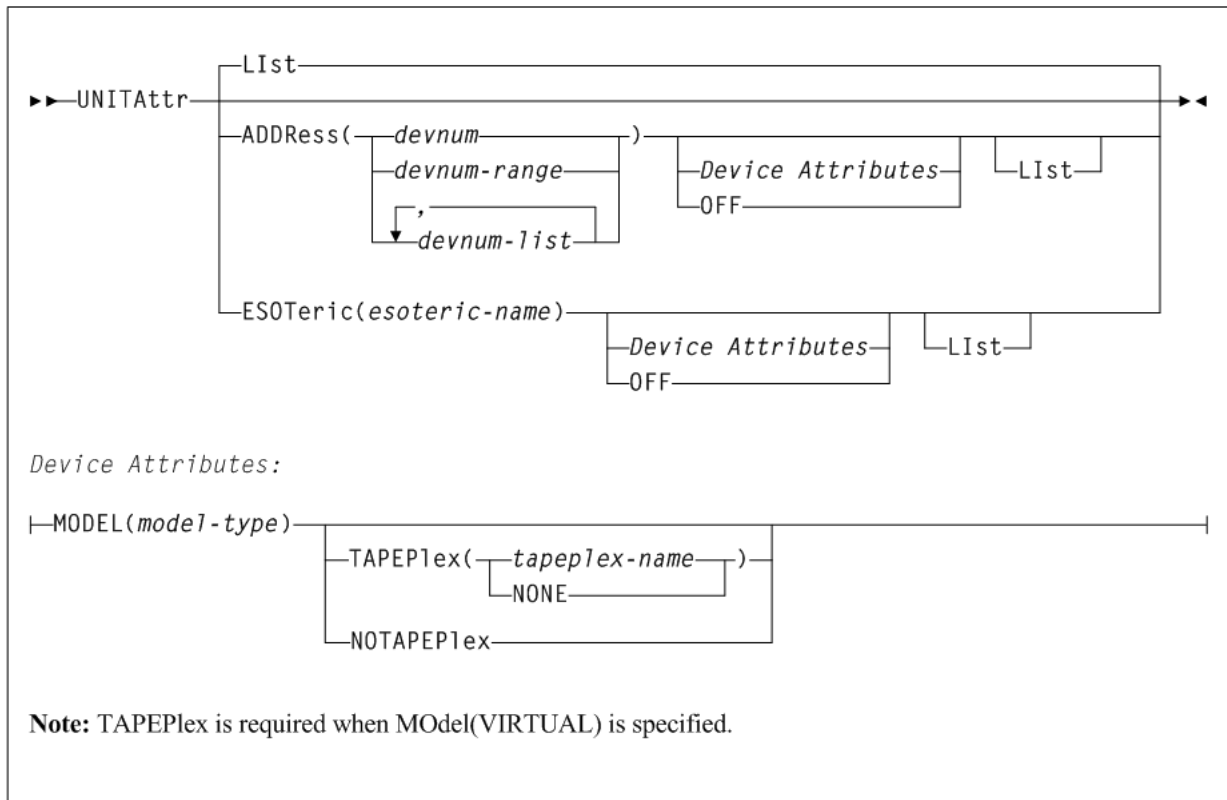 LIst
UNITAttr
ADDRess( devnum ) 
devnum-range Device Attributes LIst
, OFF
devnum-list
ESOTeric(esoteric-name)
Device Attributes LIst
OFF
Device Attributes:
MODEL(model-type)
TAPEPlex( tapeplex-name )
NONE
NOTAPEPlex
Note: TAPEPlex is required when MOdel(VIRTUAL) is specified.